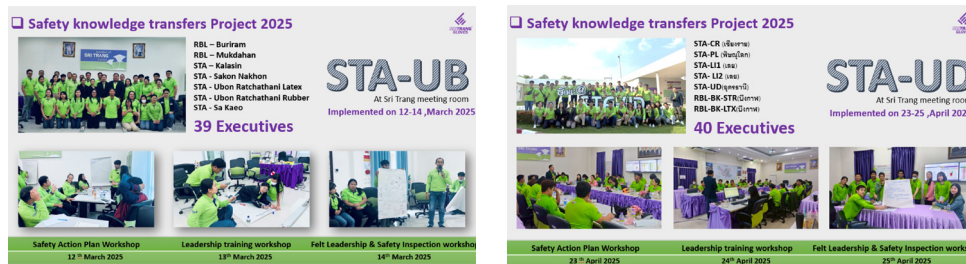 ❑ Safety knowledge transfers Project 2025
SRI TRANG
GLOVES
RBL – Buriram
RBL – Mukdahan
STA – Kalasin
STA - Sakon Nakhon
STA - Ubon Ratchathani Latex
STA - Ubon Ratchathani Rubber
STA - Sa Kaeo
39 Executives
STA-UB
At Sri Trang meeting room
Implemented on 12-14 ,March 2025
Safety Action Plan Workshop
Leadership training workshop
Felt Leadership & Safety Inspection workshop
12 th March 2025
13th March 2025
14th March 2025
❑ Safety knowledge transfers Project 2025
SRI TRANG
GLOVES
STA-CR (เชียงราย)
STA-PL (พิษณุโลก)
STA-LI1 (เลย)
STA- LI2 (เลย)
STA-UD(อุดรธานี)
RBL-BK-STR(บึงกาฬ)
RBL-BK-LTX(บึงกาฬ)
40 Executives
STA-UD
At Sri Trang meeting room
Implemented on 23-25 ,April 202
Safety Action Plan Workshop
Leadership training workshop
Felt Leadership & Safety Inspection works
23 th April 2025
24th April 2025
25th April 2025